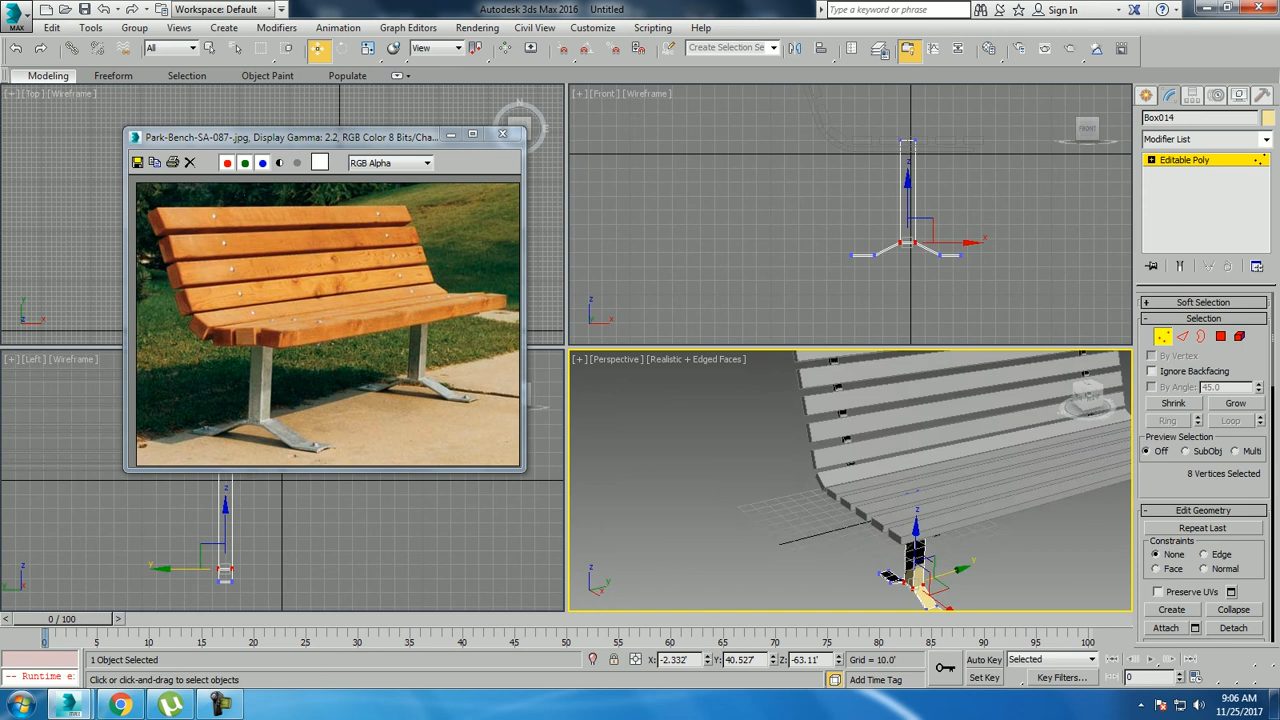 MAX
Workspace: Default
Autodesk 3ds Max 2016 Untitled
Type a keyword or phrase
Sign In
Edit Tools Group Views Create Modifiers Animation Graph Editors Rendering Civil View Customize Scripting Help
All
View
Create Selection Se
Modeling Freeform Selection Object Paint Populate
[+] [Top] [Wireframe]
[+] [Front] [Wireframe]
N
FRONT
Park-Bench-SA-087-.jpg, Display Gamma: 2.2, RGB Color 8 Bits/Cha...
RGB Alpha
Box014
Modifier List
Editable Poly
z
x
z
x
y
z
x
[+] [Left] [Wireframe]
[+] [Perspective] [Realistic + Edged Faces]
z
y
z
y
z
y
z
x
Soft Selection
Selection
By Vertex
Ignore Backfacing
By Angle: 45.0
Shrink Grow
Ring Loop
Preview Selection
Off SubObj Multi
8 Vertices Selected
Edit Geometry
Repeat Last
Constraints
None Edge
Face Normal
Preserve UVs
Create Collapse
Attach Detach
0 / 100
0 5 10 15 20 25 30 35 40 45 50 55 60 65 70 75 80 85 90 95 100
1 Object Selected
X: -2.332' Y: 40.527' Z: -63.11' Grid = 10.0'
Auto Key Selected
-- Runtime e:
Click or click-and-drag to select objects
Add Time Tag
Set Key Key Filters... 0
9:06 AM
11/25/2017